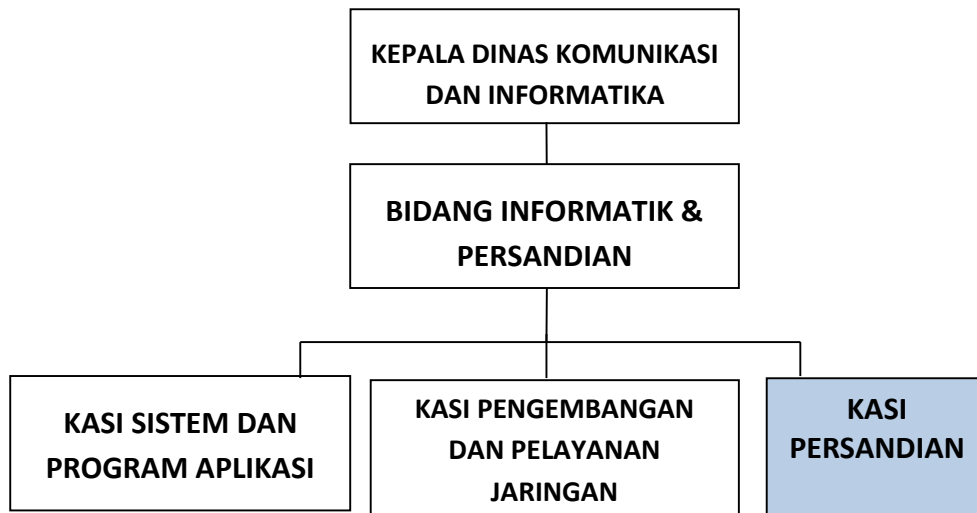 KEPALA DINAS KOMUNIKASI
DAN INFORMATIKA
BIDANG INFORMATIK &
PERSANDIAN
KASI SISTEM DAN
PROGRAM APLIKASI
KASI PENGEMBANGAN
DAN PELAYANAN
JARINGAN
KASI
PERSANDIAN